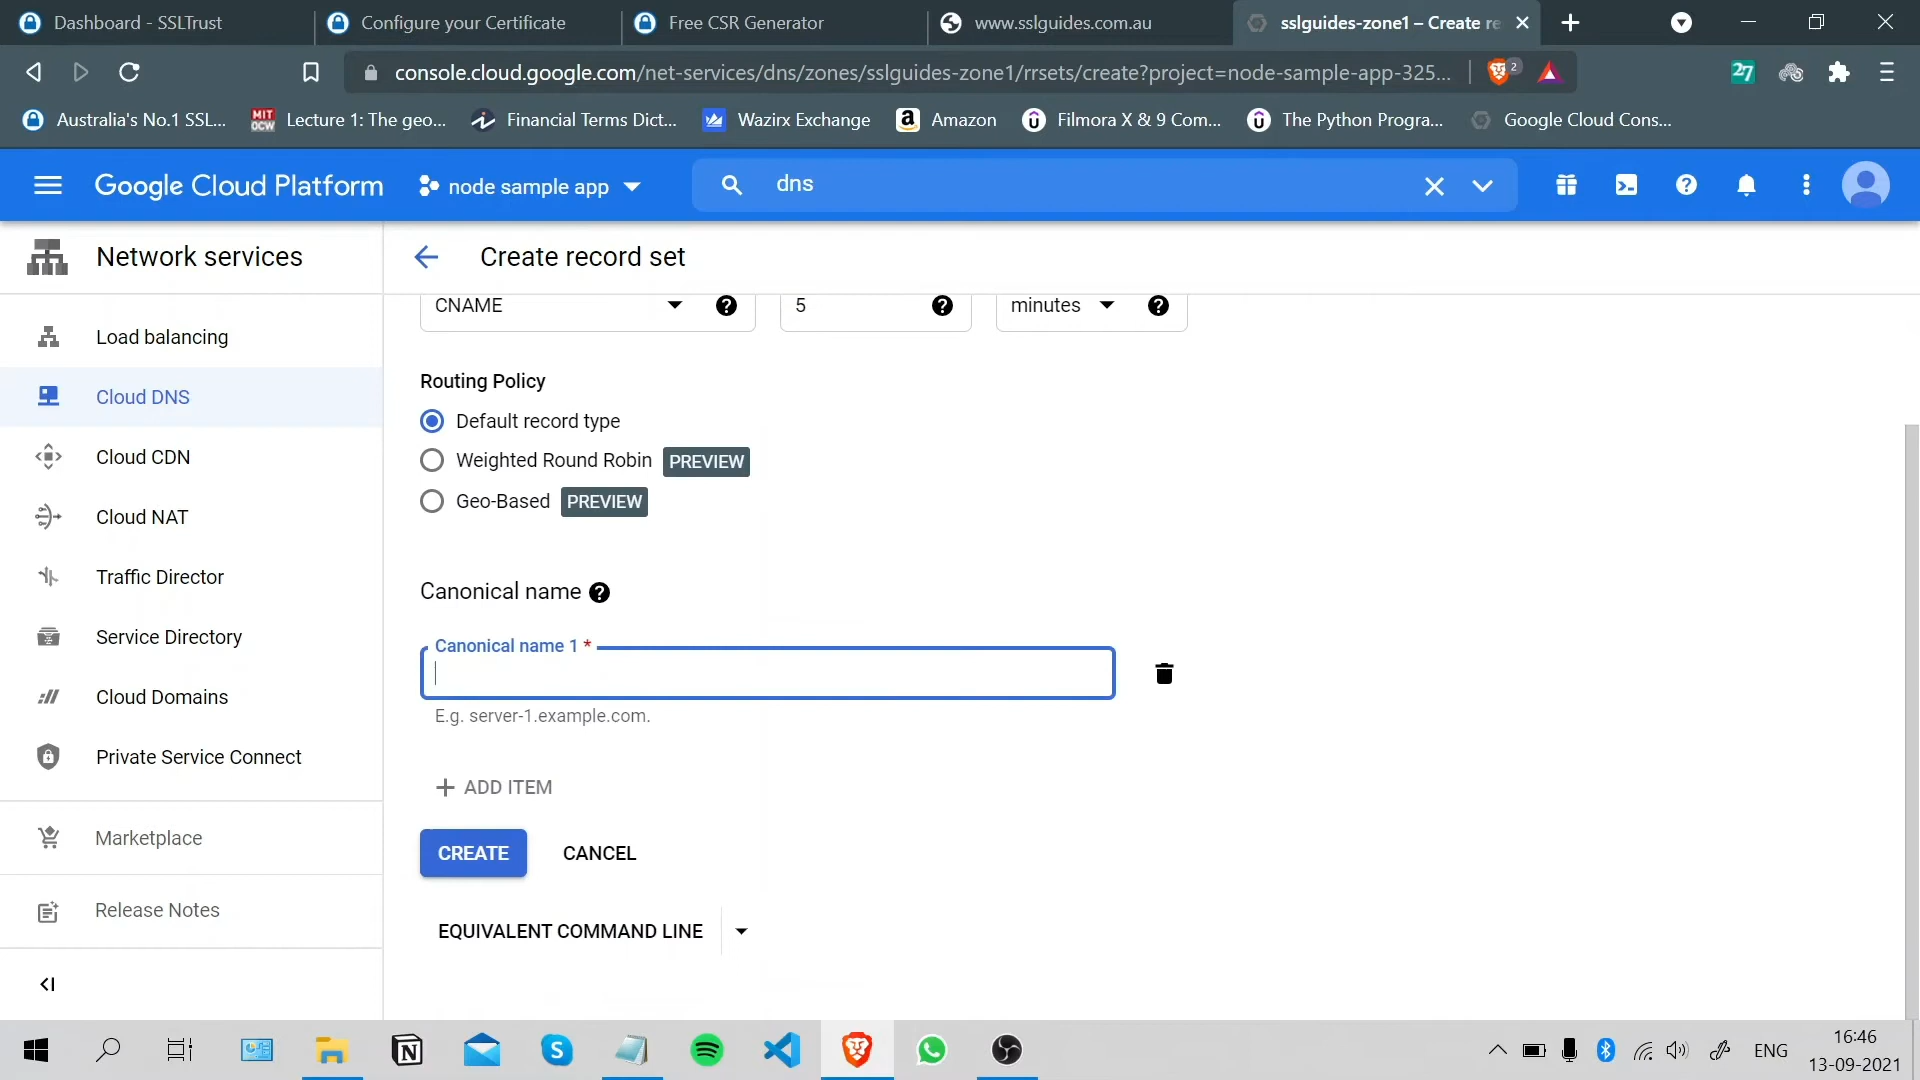 Dashboard - SSLTrust
Configure your Certificate
Free CSR Generator
www.sslguides.com.au
sslguides-zone1 – Create re
console.cloud.google.com/net-services/dns/zones/sslguides-zone1/rrsets/create?project=node-sample-app-325...
2
27
Australia's No.1 SSL...
MIT OCW
Lecture 1: The geo...
Financial Terms Dict...
Wazirx Exchange
Amazon
Filmora X & 9 Com...
The Python Progra...
Google Cloud Cons...
Google Cloud Platform
node sample app
dns
Network services
Create record set
CNAME
5
minutes
Load balancing
Cloud DNS
Cloud CDN
Cloud NAT
Traffic Director
Service Directory
Cloud Domains
Private Service Connect
Marketplace
Release Notes
Routing Policy
Default record type
Weighted Round Robin PREVIEW
Geo-Based PREVIEW
Canonical name
Canonical name 1 *
E.g. server-1.example.com.
+ ADD ITEM
CREATE
CANCEL
EQUIVALENT COMMAND LINE
ENG
16:46
13-09-2021